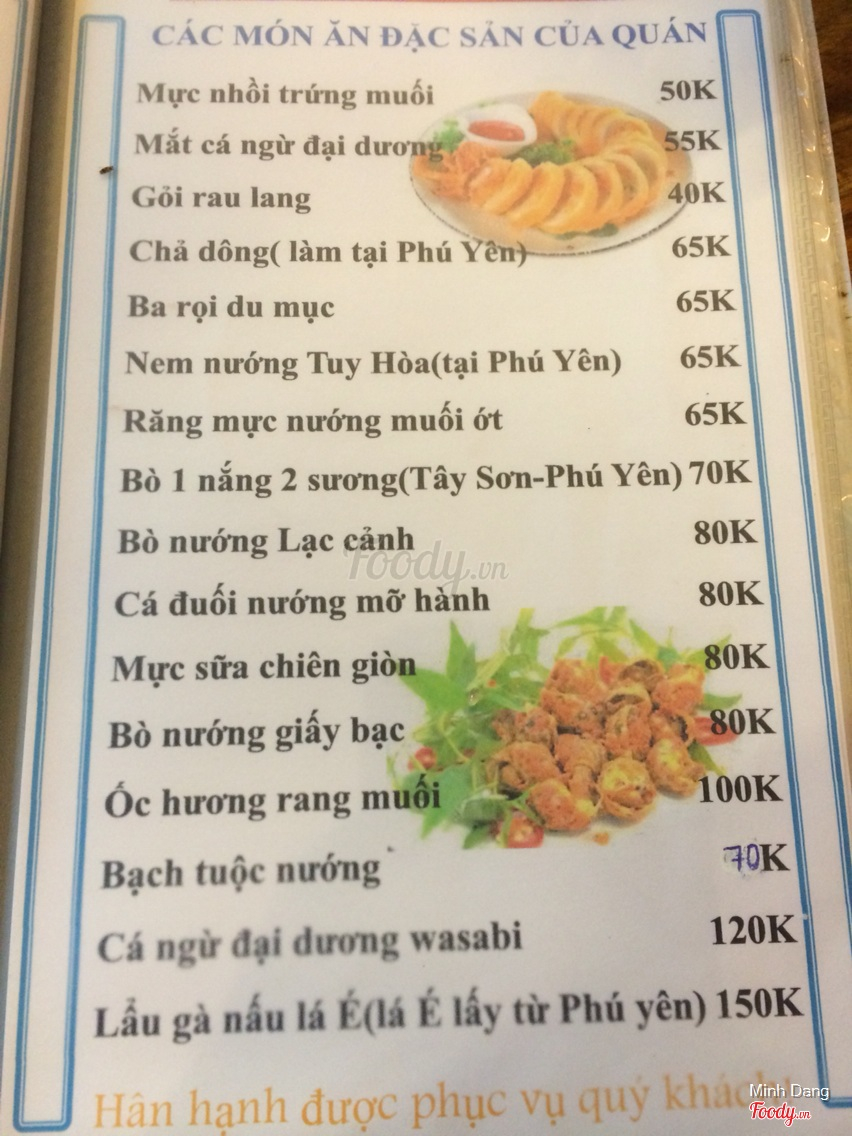 CÁC MÓN ĂN ĐẶC SẢN CỦA QUÁN
Mực nhồi trứng muối 50K
Mắt cá ngừ đại dương 55K
Gỏi rau lang 40K
Chả dông( làm tại Phú Yên) 65K
Ba rọi du mục 65K
Nem nướng Tuy Hòa(tại Phú Yên) 65K
Răng mực nướng muối ớt 65K
Bò 1 nắng 2 sương(Tây Sơn-Phú Yên) 70K
Bò nướng Lạc cảnh 80K
Foody.vn
Cá đuối nướng mỡ hành 80K
Mực sữa chiên giòn 80K
Bò nướng giấy bạc 80K
Ốc hương rang muối 100K
Bạch tuộc nướng 70K
Cá ngừ đại dương wasabi 120K
Lẩu gà nấu lá É(lá É lấy từ Phú yên) 150K
Hân hạnh được phục vụ quý khách
Minh Dang
Foody.vn